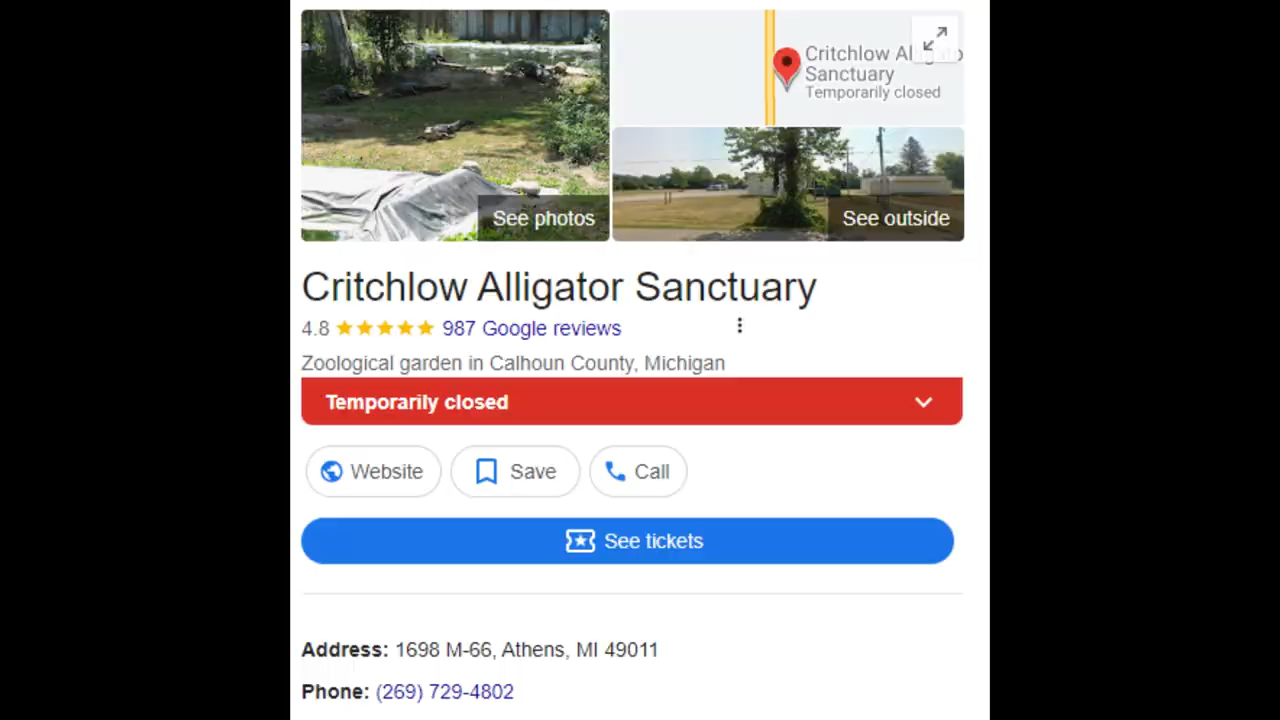 Critchlow Alligato
Sanctuary
Temporarily closed
See photos
See outside
Critchlow Alligator Sanctuary
4.8 987 Google reviews
Zoological garden in Calhoun County, Michigan
Temporarily closed
Website Save Call
See tickets
Address: 1698 M-66, Athens, MI 49011
Phone: (269) 729-4802